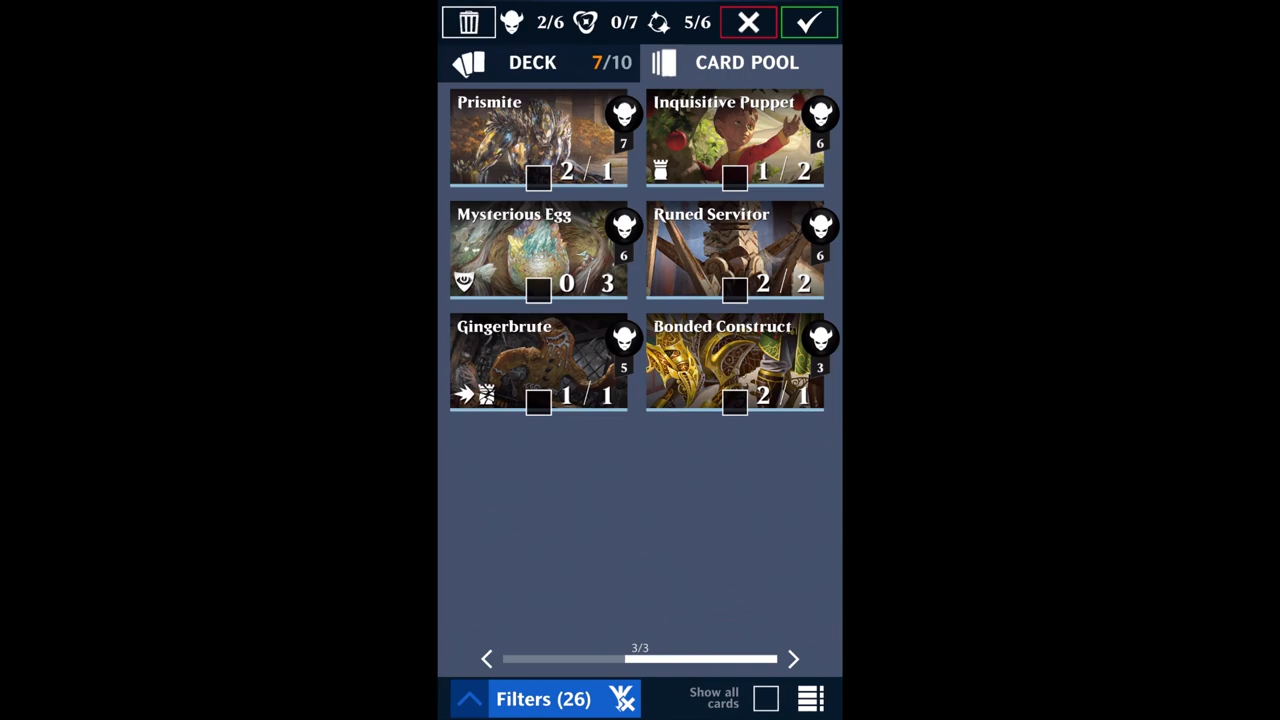 2/6 0/7 5/6
DECK 7/10 CARD POOL
Prismite
7
2 / 1
Inquisitive Puppet
6
1 / 2
Mysterious Egg
6
0 / 3
Runed Servitor
6
2 / 2
Gingerbrute
5
1 / 1
Bonded Construct
3
2 / 1
3/3
Filters (26)
Show all
cards